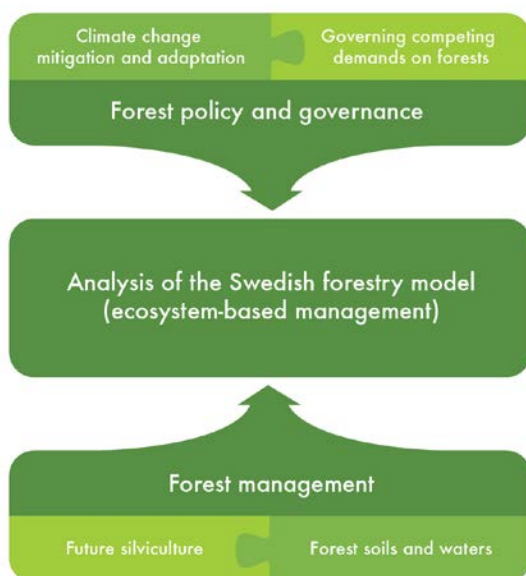 Climate change
mitigation and adaptation
Governing competing
demands on forests
Forest policy and governance
Analysis of the Swedish forestry model
(ecosystem-based management)
Forest management
Future silviculture
Forest soils and waters